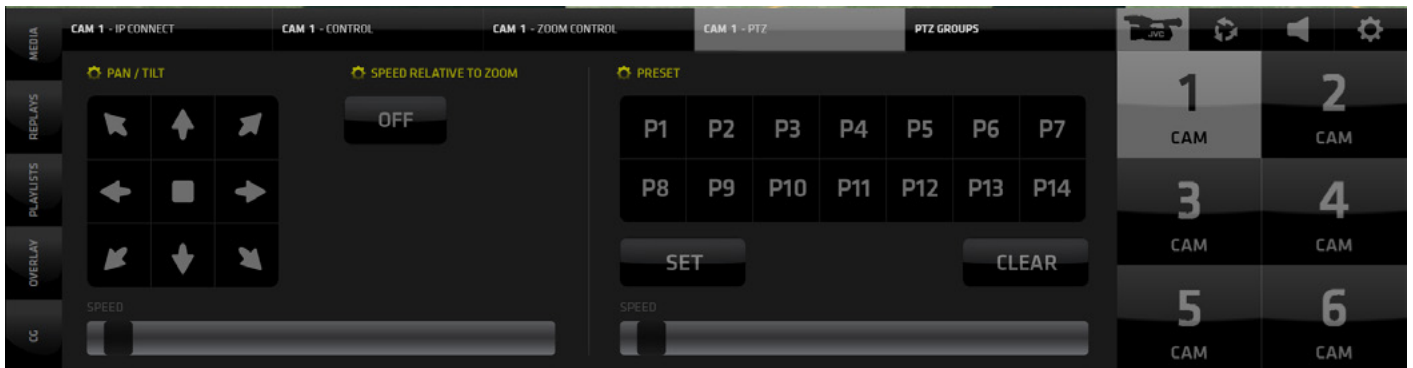 CAM 1 - IP CONNECT
CAM 1 - CONTROL
CAM 1 - ZOOM CONTROL
CAM 1 - PTZ
PTZ GROUPS
JVC
MEDIA
REPLAYS
PLAYLISTS
OVERLAY
CG
PAN / TILT
SPEED RELATIVE TO ZOOM
OFF
SPEED
PRESET
P1 P2 P3 P4 P5 P6 P7
P8 P9 P10 P11 P12 P13 P14
SET
CLEAR
SPEED
1
CAM
2
CAM
3
CAM
4
CAM
5
CAM
6
CAM